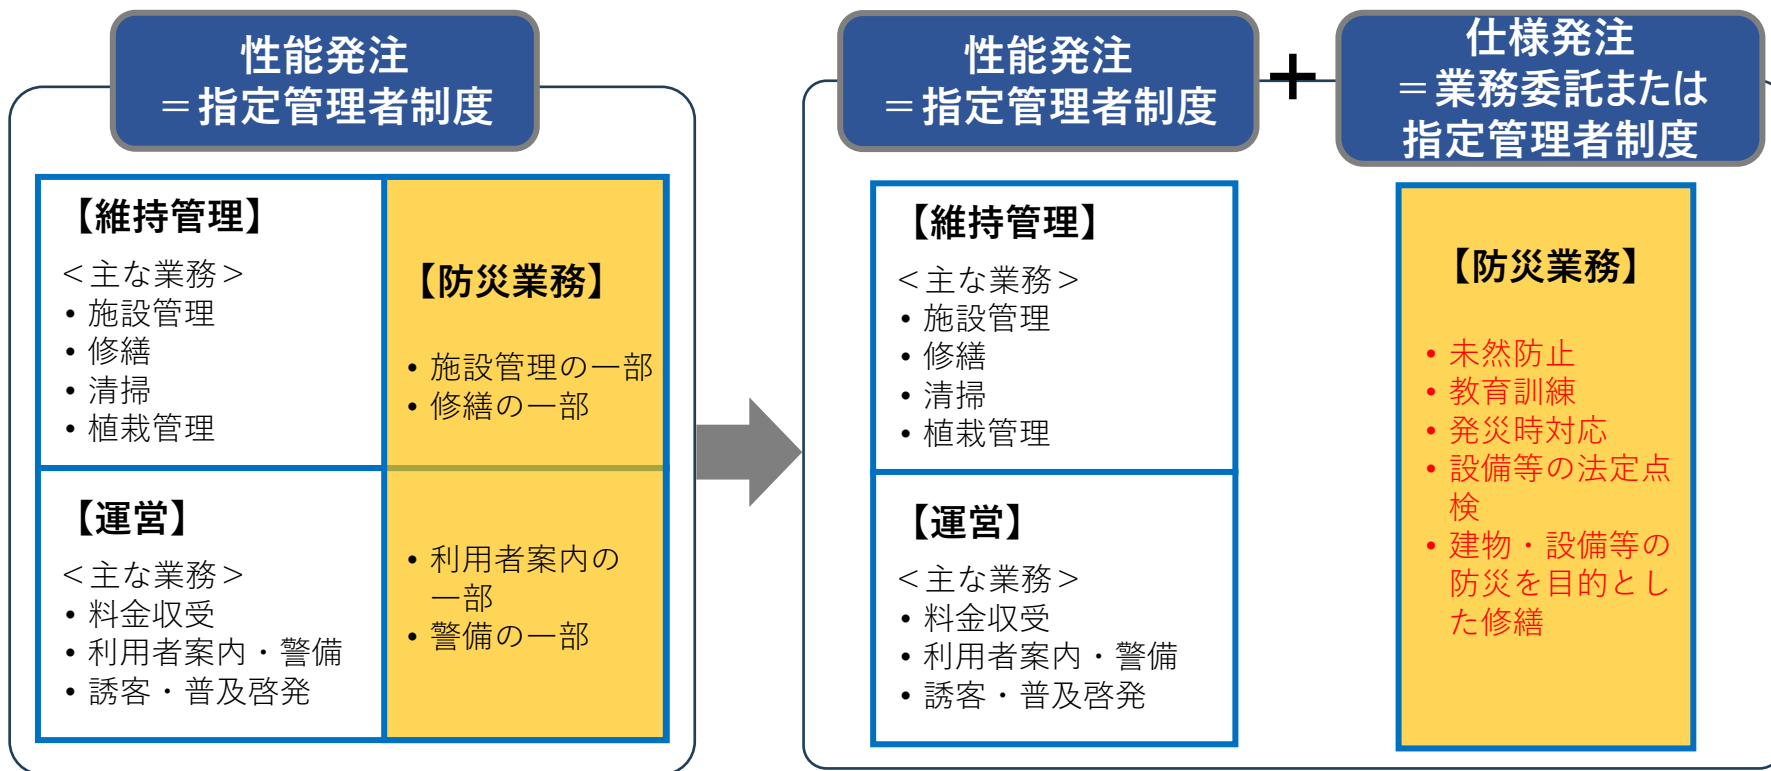 性能発注
＝指定管理者制度
【維持管理】
＜主な業務＞
• 施設管理
• 修繕
• 清掃
• 植栽管理
【防災業務】
• 施設管理の一部
• 修繕の一部
【運営】
＜主な業務＞
• 料金収受
• 利用者案内・警備
• 誘客・普及啓発
• 利用者案内の
一部
• 警備の一部
性能発注
＝指定管理者制度
＋
仕様発注
＝業務委託または
指定管理者制度
【維持管理】
＜主な業務＞
• 施設管理
• 修繕
• 清掃
• 植栽管理
【運営】
＜主な業務＞
• 料金収受
• 利用者案内・警備
• 誘客・普及啓発
【防災業務】
• 未然防止
• 教育訓練
• 発災時対応
• 設備等の法定点
検
• 建物・設備等の
防災を目的とし
た修繕